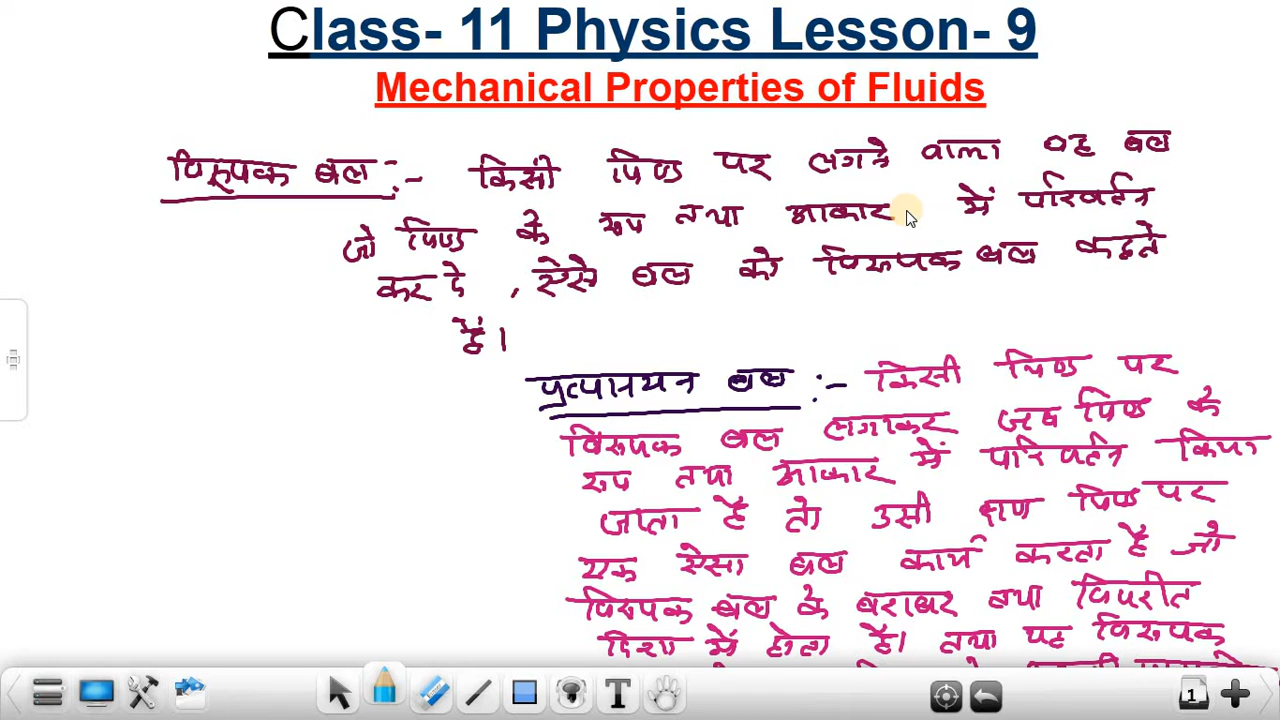 Class- 11 Physics Lesson- 9
Mechanical Properties of Fluids
विरूपक बल :- किसी पिण्ड पर लगने वाला वह बल
जो पिण्ड के रूप तथा आकार में परिवर्तन
कर दे , ऐसे बल को विरूपक बल कहते
हैं।
प्रत्यानयन बल :- किसी पिण्ड पर
विरूपक बल लगाकर जब पिण्ड के
रूप तथा आकार में परिवर्तन किया
जाता है तो उसी क्षण पिण्ड पर
एक ऐसा बल कार्य करता है जो
विरूपक बल के बराबर तथा विपरीत
दिशा में होता है। तथा यह विरूपक
1